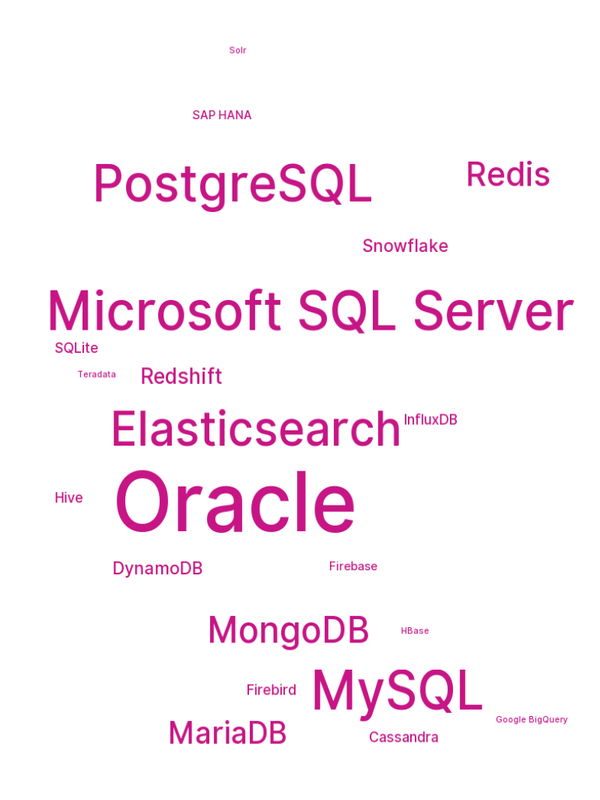 Solr
SAP HANA
PostgreSQL
Redis
Snowflake
Microsoft SQL Server
SQLite
Teradata
Redshift
Elasticsearch
InfluxDB
Oracle
Hive
DynamoDB
Firebase
MongoDB
HBase
Firebird
MySQL
Google BigQuery
MariaDB
Cassandra